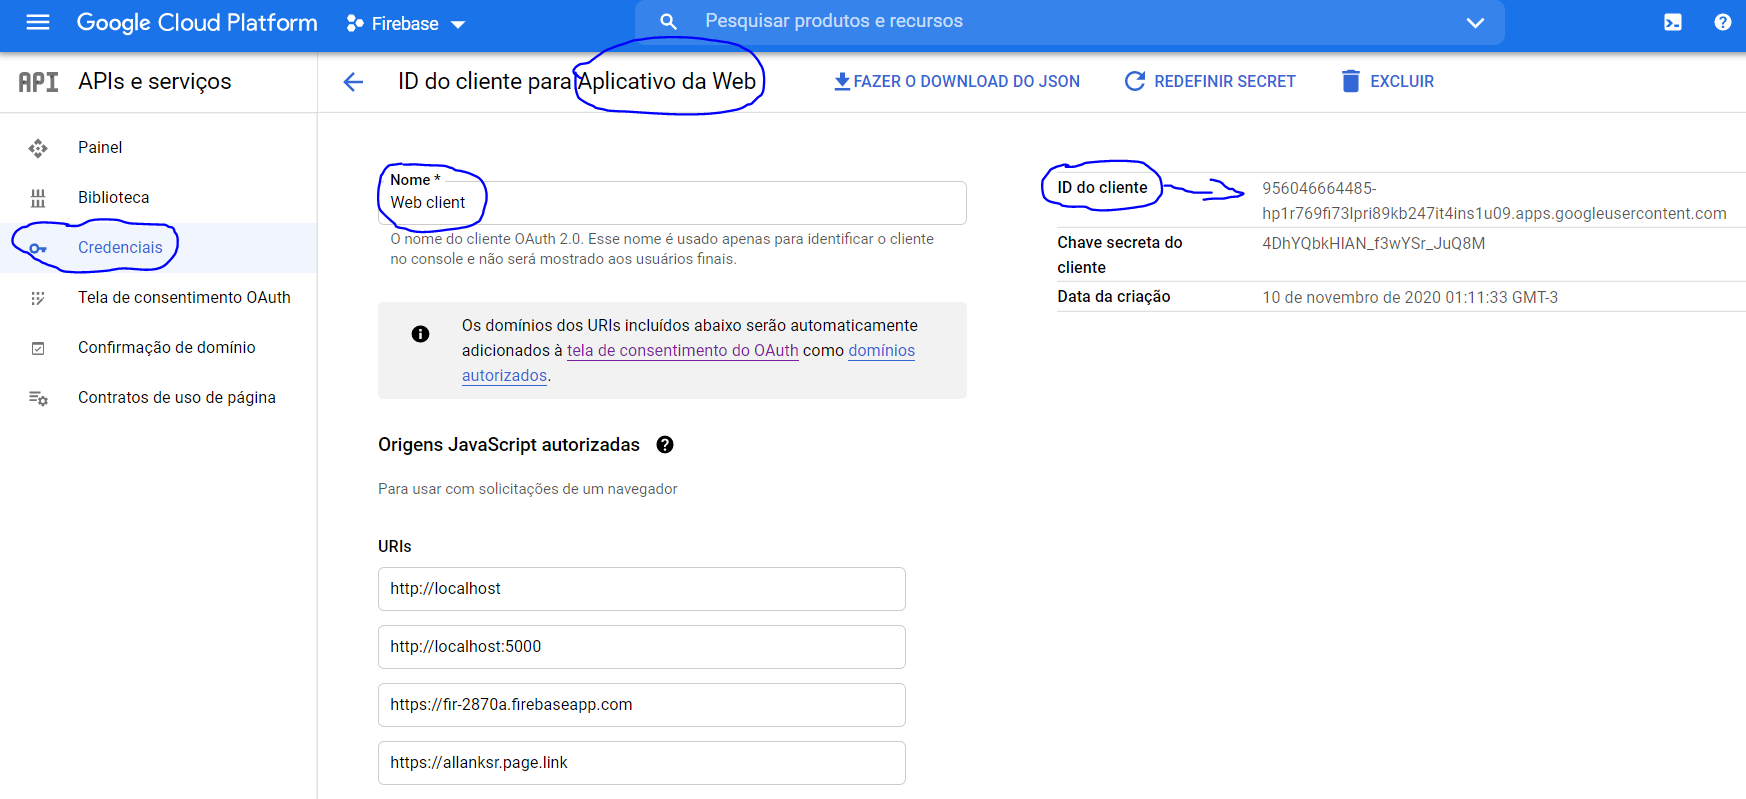 Google Cloud Platform
Firebase
Pesquisar produtos e recursos
API
APIs e serviços
ID do cliente para Aplicativo da Web
FAZER O DOWNLOAD DO JSON
REDEFINIR SECRET
EXCLUIR
Painel
Biblioteca
Credenciais
Tela de consentimento OAuth
Confirmação de domínio
Contratos de uso de página
Nome *
Web client
O nome do cliente OAuth 2.0. Esse nome é usado apenas para identificar o cliente
no console e não será mostrado aos usuários finais.
Os domínios dos URIs incluídos abaixo serão automaticamente
adicionados à tela de consentimento do OAuth como domínios
autorizados.
Origens JavaScript autorizadas
Para usar com solicitações de um navegador
URIs
http://localhost
http://localhost:5000
https://fir-2870a.firebaseapp.com
https://allanksr.page.link
ID do cliente
956046664485-
hp1r769fi73lpri89kb247it4ins1u09.apps.googleusercontent.com
Chave secreta do
cliente
4DhYQbkHIAN_f3wYSr_JuQ8M
Data da criação
10 de novembro de 2020 01:11:33 GMT-3